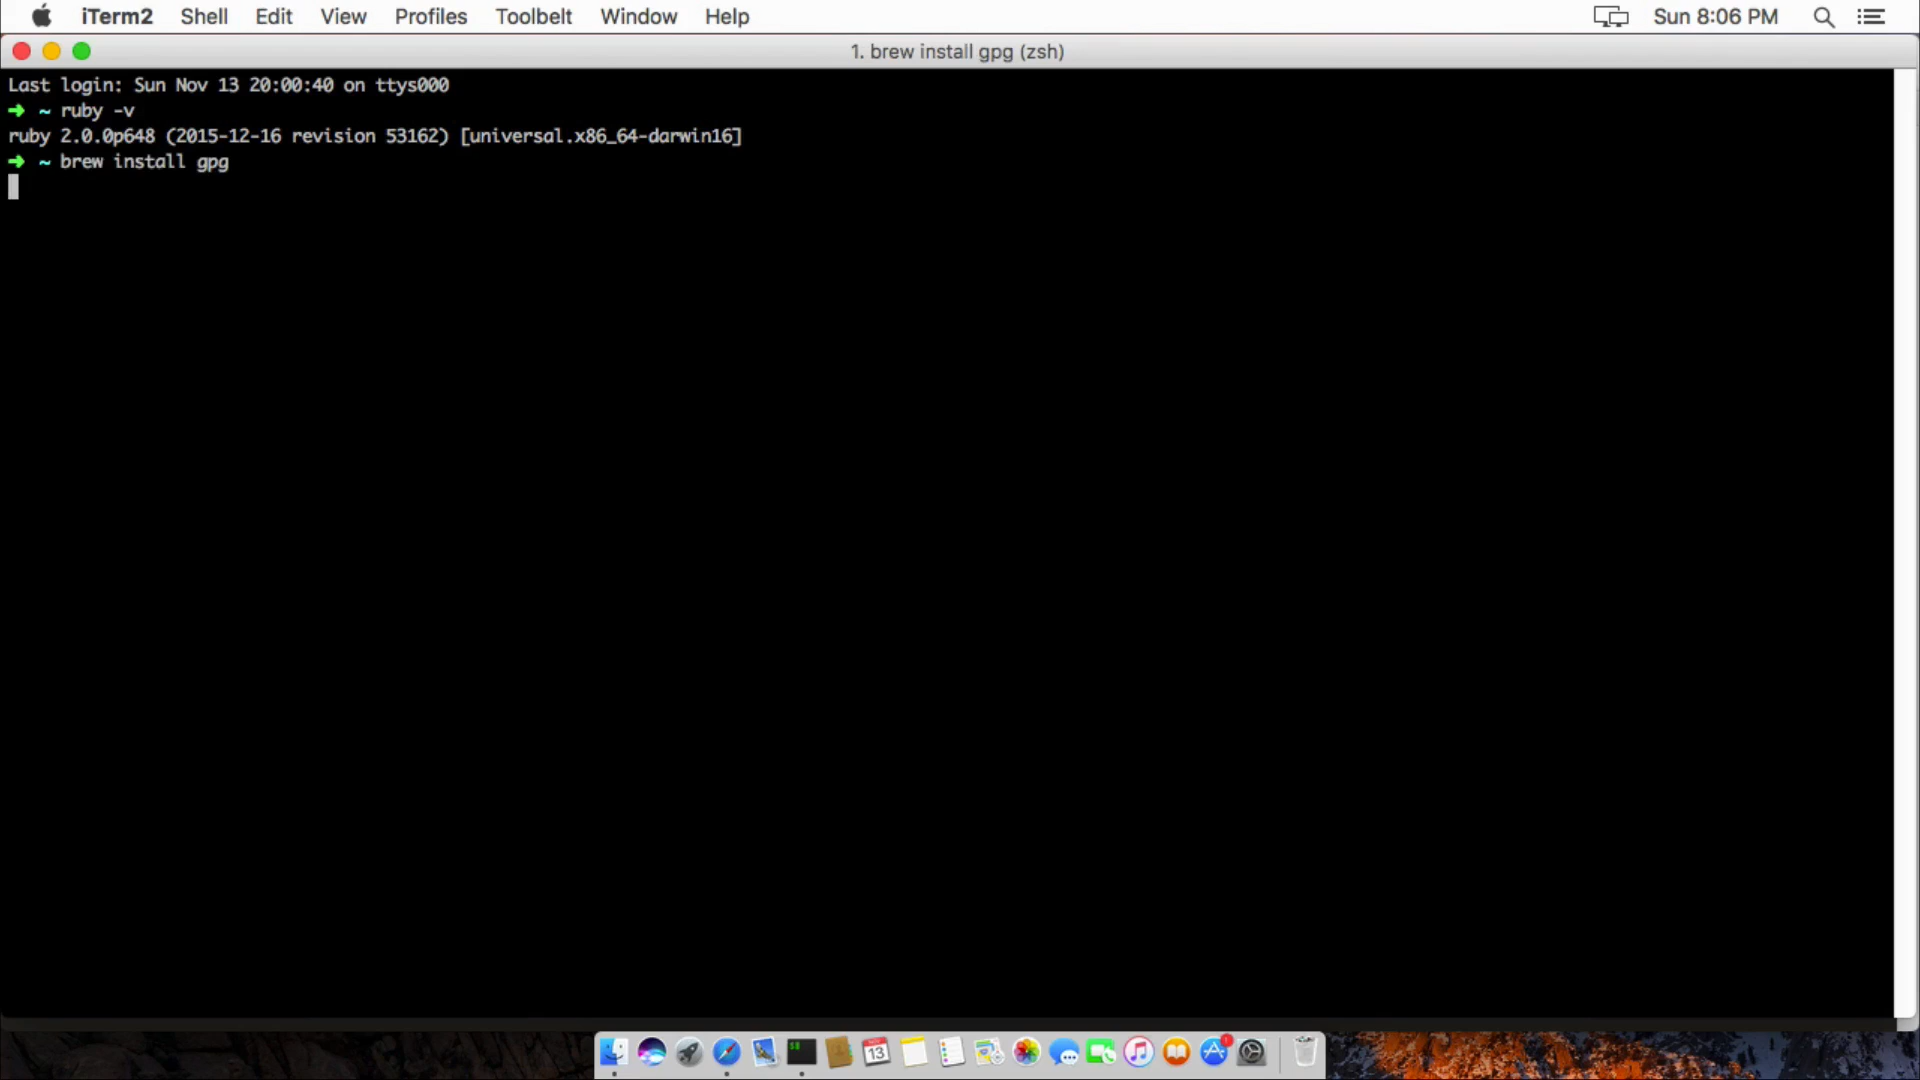 iTerm2 Shell Edit View Profiles Toolbelt Window Help Sun 8:06 PM
1. brew install gpg (zsh)
Last login: Sun Nov 13 20:00:40 on ttys000
➜ ~ ruby -v
ruby 2.0.0p648 (2015-12-16 revision 53162) [universal.x86_64-darwin16]
➜ ~ brew install gpg
13